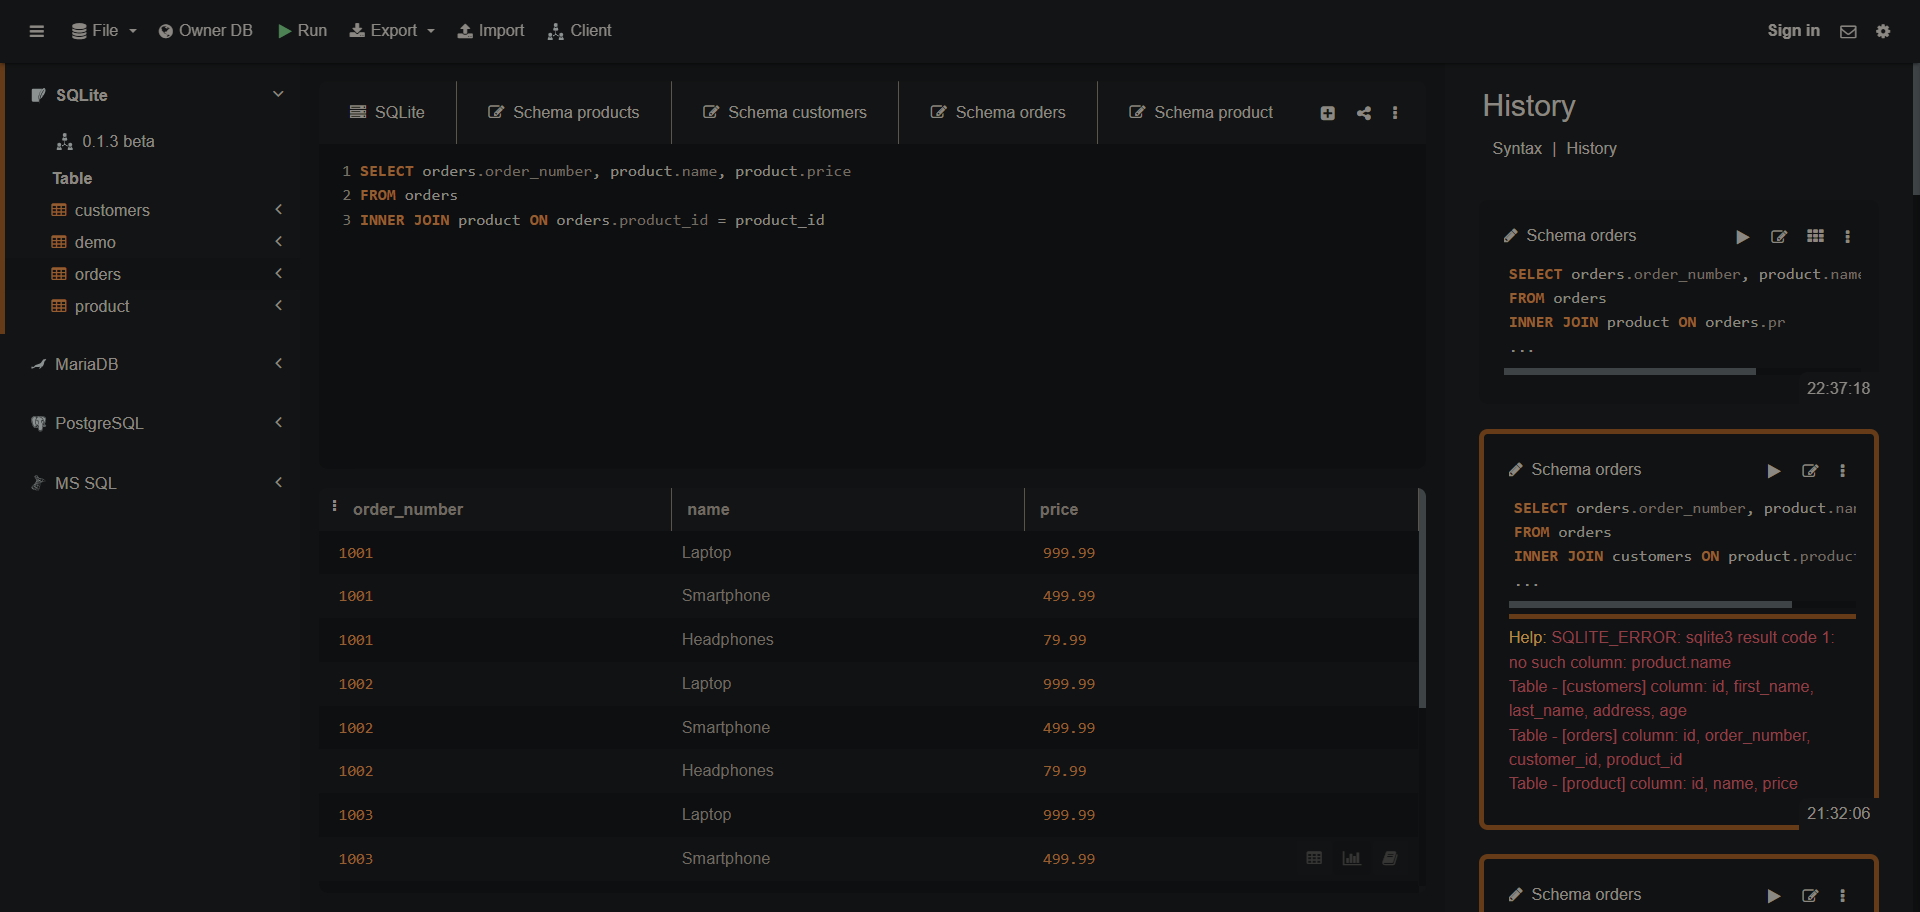 File
Owner DB
Run
Export
Import
Client
Sign in
SQLite
0.1.3 beta
Table
customers
demo
orders
product
MariaDB
PostgreSQL
MS SQL
SQLite
Schema products
Schema customers
Schema orders
Schema product
1 SELECT orders.order_number, product.name, product.price
2 FROM orders
3 INNER JOIN product ON orders.product_id = product_id
order_number name price
1001 Laptop 999.99
1001 Smartphone 499.99
1001 Headphones 79.99
1002 Laptop 999.99
1002 Smartphone 499.99
1002 Headphones 79.99
1003 Laptop 999.99
1003 Smartphone 499.99
History
Syntax | History
Schema orders
SELECT orders.order_number, product.name
FROM orders
INNER JOIN product ON orders.pr
...
22:37:18
Schema orders
SELECT orders.order_number, product.nam
FROM orders
INNER JOIN customers ON product.product
...
Help: SQLITE_ERROR: sqlite3 result code 1:
no such column: product.name
Table - [customers] column: id, first_name,
last_name, address, age
Table - [orders] column: id, order_number,
customer_id, product_id
Table - [product] column: id, name, price
21:32:06
Schema orders